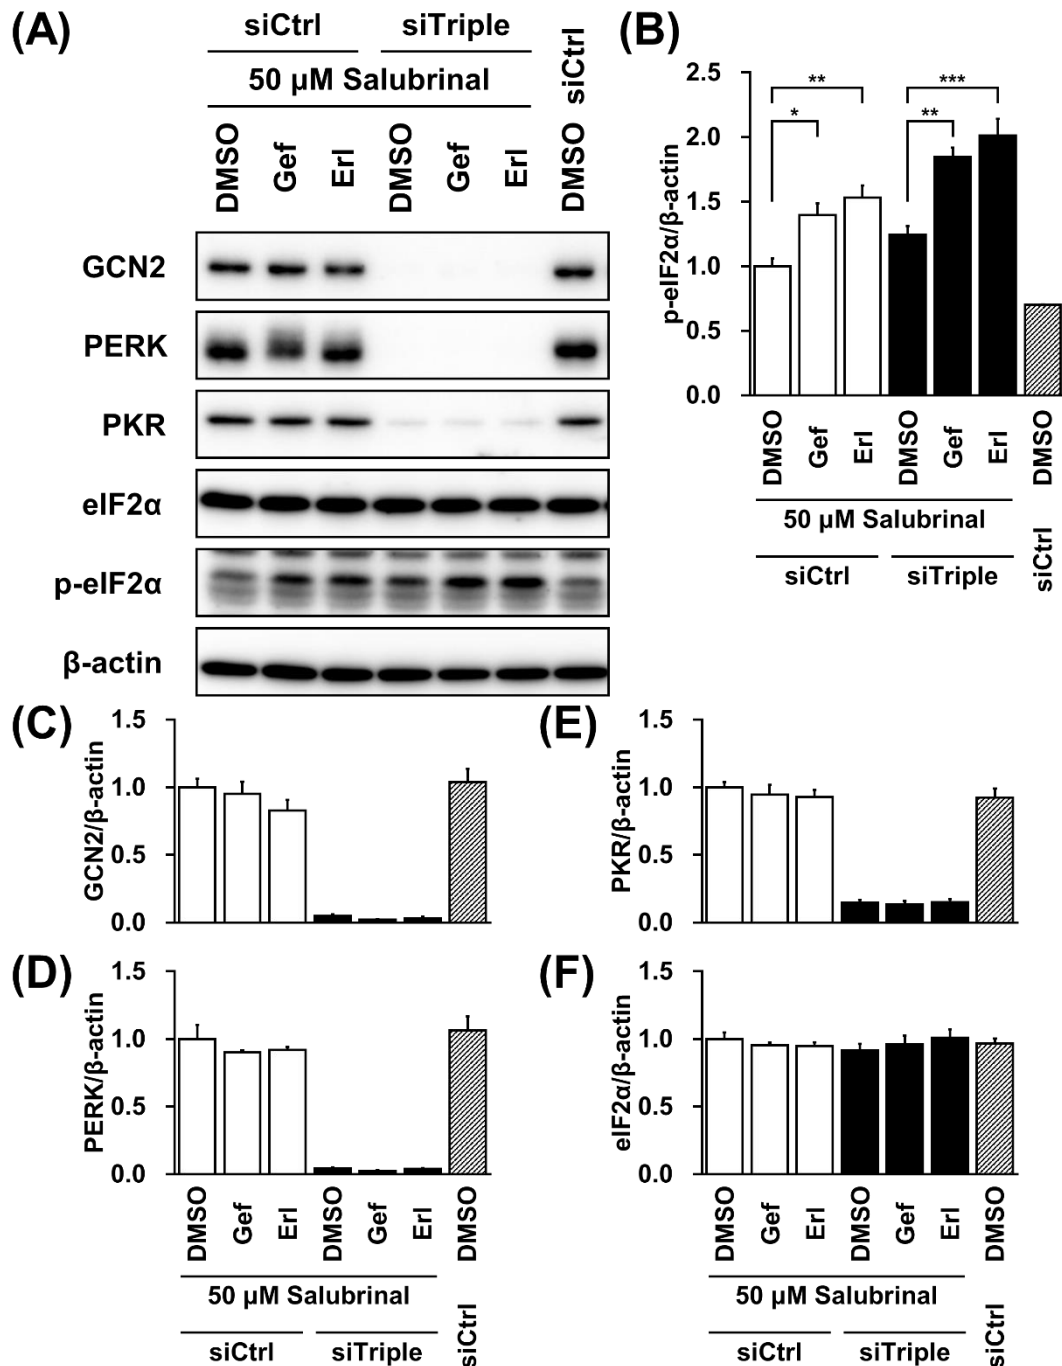 (A)
siCtrl siTriple
50 μM Salubrinal
siCtrl
DMSO Gef Erl DMSO Gef Erl DMSO
GCN2
PERK
PKR
eIF2α
p-eIF2α
β-actin
(B)
p-eIF2α/β-actin
2.5
2.0
1.5
1.0
0.5
0.0
* ** ** ***
DMSO Gef Erl DMSO Gef Erl DMSO
50 μM Salubrinal
siCtrl siTriple siCtrl
(C)
GCN2/β-actin
1.5
1.0
0.5
0.0
(E)
PKR/β-actin
1.5
1.0
0.5
0.0
(D)
PERK/β-actin
1.5
1.0
0.5
0.0
DMSO Gef Erl DMSO Gef Erl DMSO
50 μM Salubrinal
siCtrl siTriple siCtrl
(F)
eIF2α/β-actin
1.5
1.0
0.5
0.0
DMSO Gef Erl DMSO Gef Erl DMSO
50 μM Salubrinal
siCtrl siTriple siCtrl